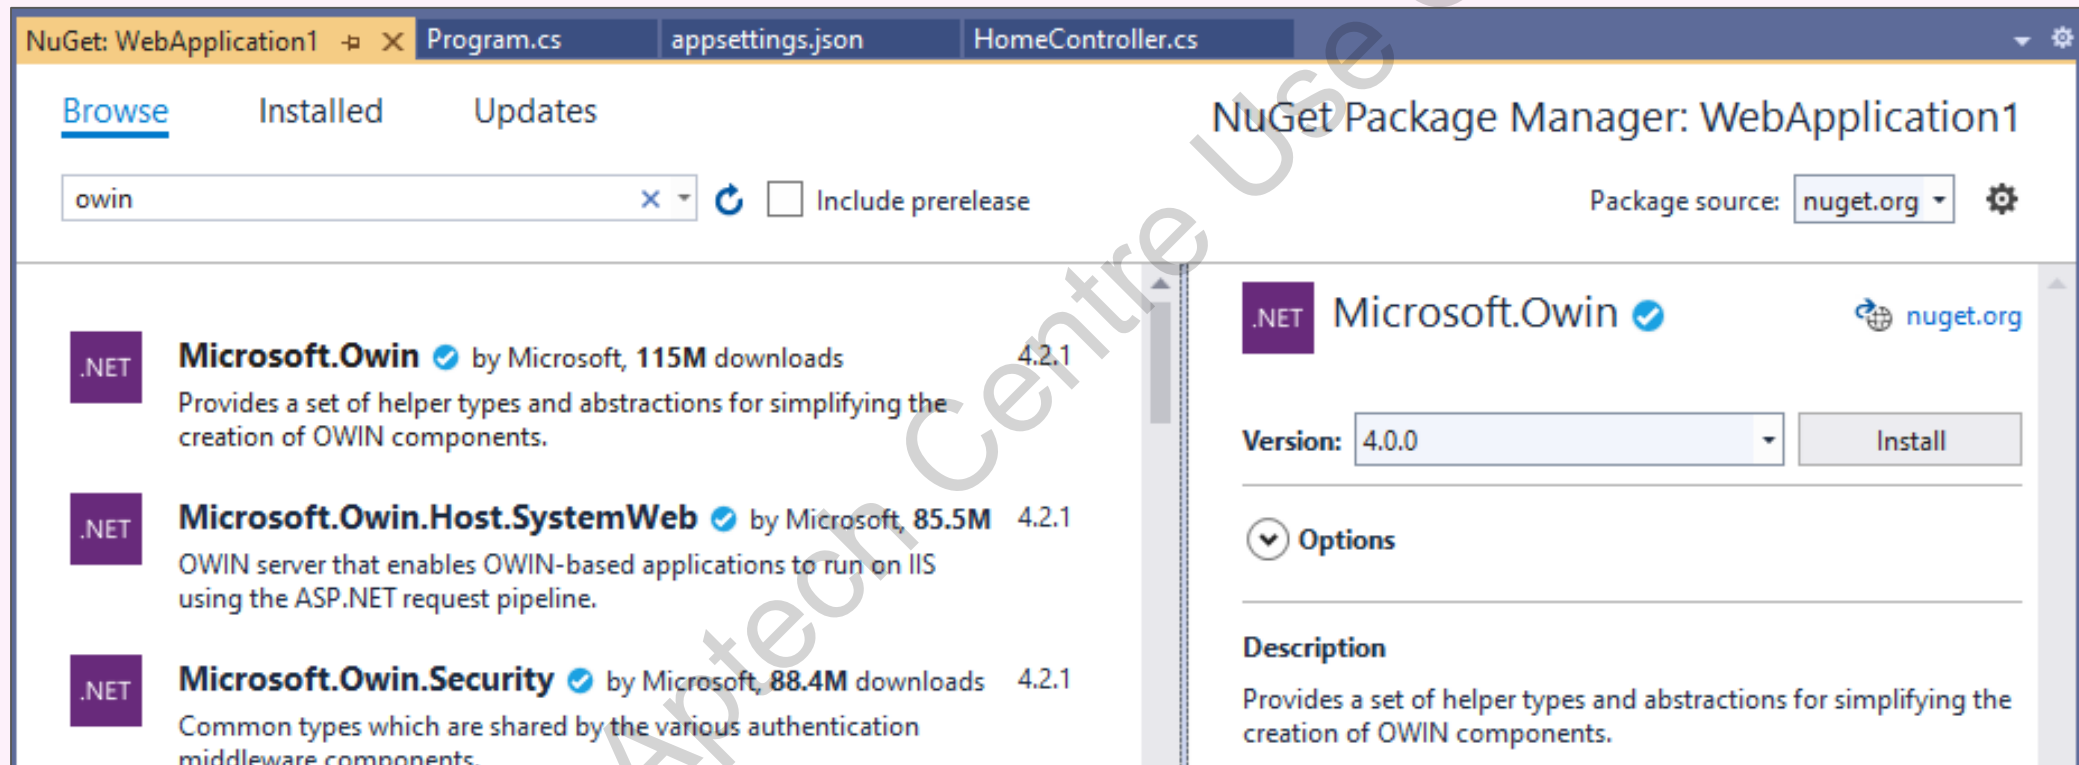 NuGet: WebApplication1
Program.cs
appsettings.json
HomeController.cs
Browse
Installed
Updates
NuGet Package Manager: WebApplication1
owin
Include prerelease
Package source:
nuget.org
.NET
Microsoft.Owin by Microsoft, 115M downloads
4.2.1
Provides a set of helper types and abstractions for simplifying the
creation of OWIN components.
.NET
Microsoft.Owin.Host.SystemWeb by Microsoft, 85.5M
4.2.1
OWIN server that enables OWIN-based applications to run on IIS
using the ASP.NET request pipeline.
.NET
Microsoft.Owin.Security by Microsoft, 88.4M downloads
4.2.1
Common types which are shared by the various authentication
middleware components.
.NET
Microsoft.Owin
nuget.org
Version:
4.0.0
Install
Options
Description
Provides a set of helper types and abstractions for simplifying the
creation of OWIN components.
Aptech Centre Use